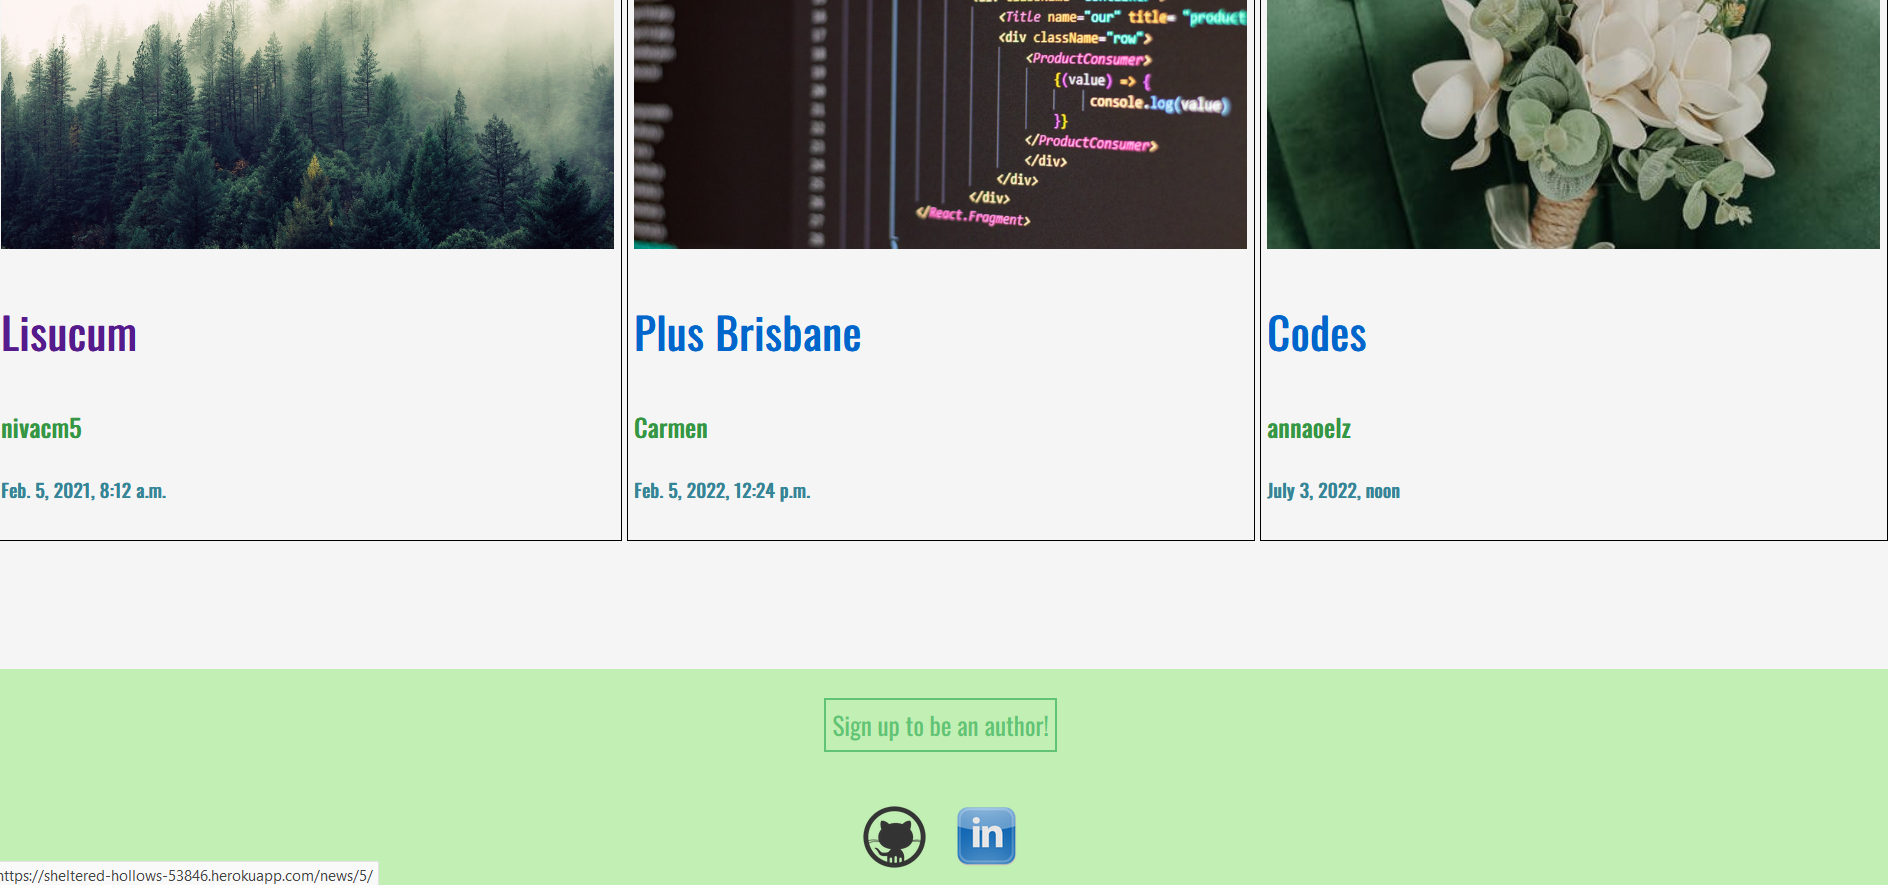 <Title name="our" title= "product
<div className="row">
<ProductConsumer>
{(value) => {
console.log(value)
}}
</ProductConsumer>
</div>
</div>
</div>
</React.Fragment>
Lisucum
Plus Brisbane
Codes
nivacm5
Carmen
annaoelz
Feb. 5, 2021, 8:12 a.m.
Feb. 5, 2022, 12:24 p.m.
July 3, 2022, noon
Sign up to be an author!
in
https://sheltered-hollows-53846.herokuapp.com/news/5/